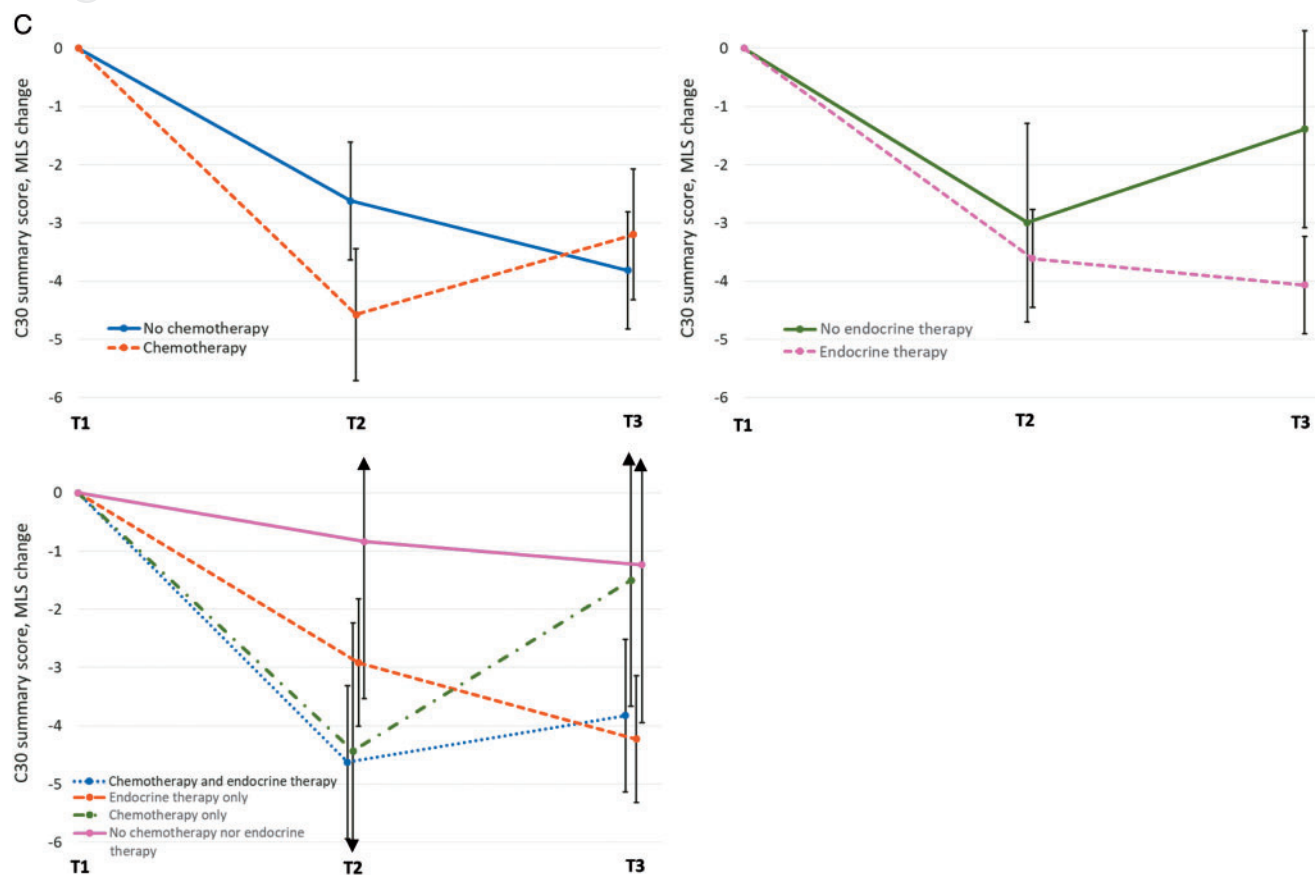 C
C30 summary score, MLS change
0
-1
-2
-3
-4
-5
-6
No chemotherapy
Chemotherapy
T1
T2
T3
C30 summary score, MLS change
0
-1
-2
-3
-4
-5
-6
No endocrine therapy
Endocrine therapy
T1
T2
T3
C30 summary score, MLS change
0
-1
-2
-3
-4
-5
-6
Chemotherapy and endocrine therapy
Endocrine therapy only
Chemotherapy only
No chemotherapy nor endocrine
therapy
T1
T2
T3